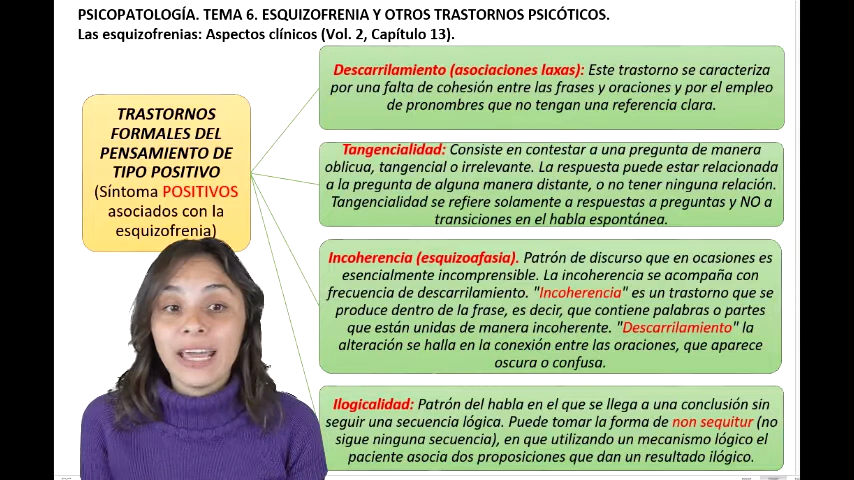 PSICOPATOLOGÍA. TEMA 6. ESQUIZOFRENIA Y OTROS TRASTORNOS PSICÓTICOS.
Las esquizofrenias: Aspectos clínicos (Vol. 2, Capítulo 13).
TRASTORNOS
FORMALES DEL
PENSAMIENTO DE
TIPO POSITIVO
(Síntoma POSITIVOS
asociados con la
esquizofrenia)
Descarrilamiento (asociaciones laxas): Este trastorno se caracteriza
por una falta de cohesión entre las frases y oraciones y por el empleo
de pronombres que no tengan una referencia clara.
Tangencialidad: Consiste en contestar a una pregunta de manera
oblicua, tangencial o irrelevante. La respuesta puede estar relacionada
a la pregunta de alguna manera distante, o no tener ninguna relación.
Tangencialidad se refiere solamente a respuestas a preguntas y NO a
transiciones en el habla espontánea.
Incoherencia (esquizoafasia). Patrón de discurso que en ocasiones es
esencialmente incomprensible. La incoherencia se acompaña con
frecuencia de descarrilamiento. "Incoherencia" es un trastorno que se
produce dentro de la frase, es decir, que contiene palabras o partes
que están unidas de manera incoherente. "Descarrilamiento" la
alteración se halla en la conexión entre las oraciones, que aparece
oscura o confusa.
Ilogicalidad: Patrón del habla en el que se llega a una conclusión sin
seguir una secuencia lógica. Puede tomar la forma de non sequitur (no
sigue ninguna secuencia), en que utilizando un mecanismo lógico el
paciente asocia dos proposiciones que dan un resultado ilógico.